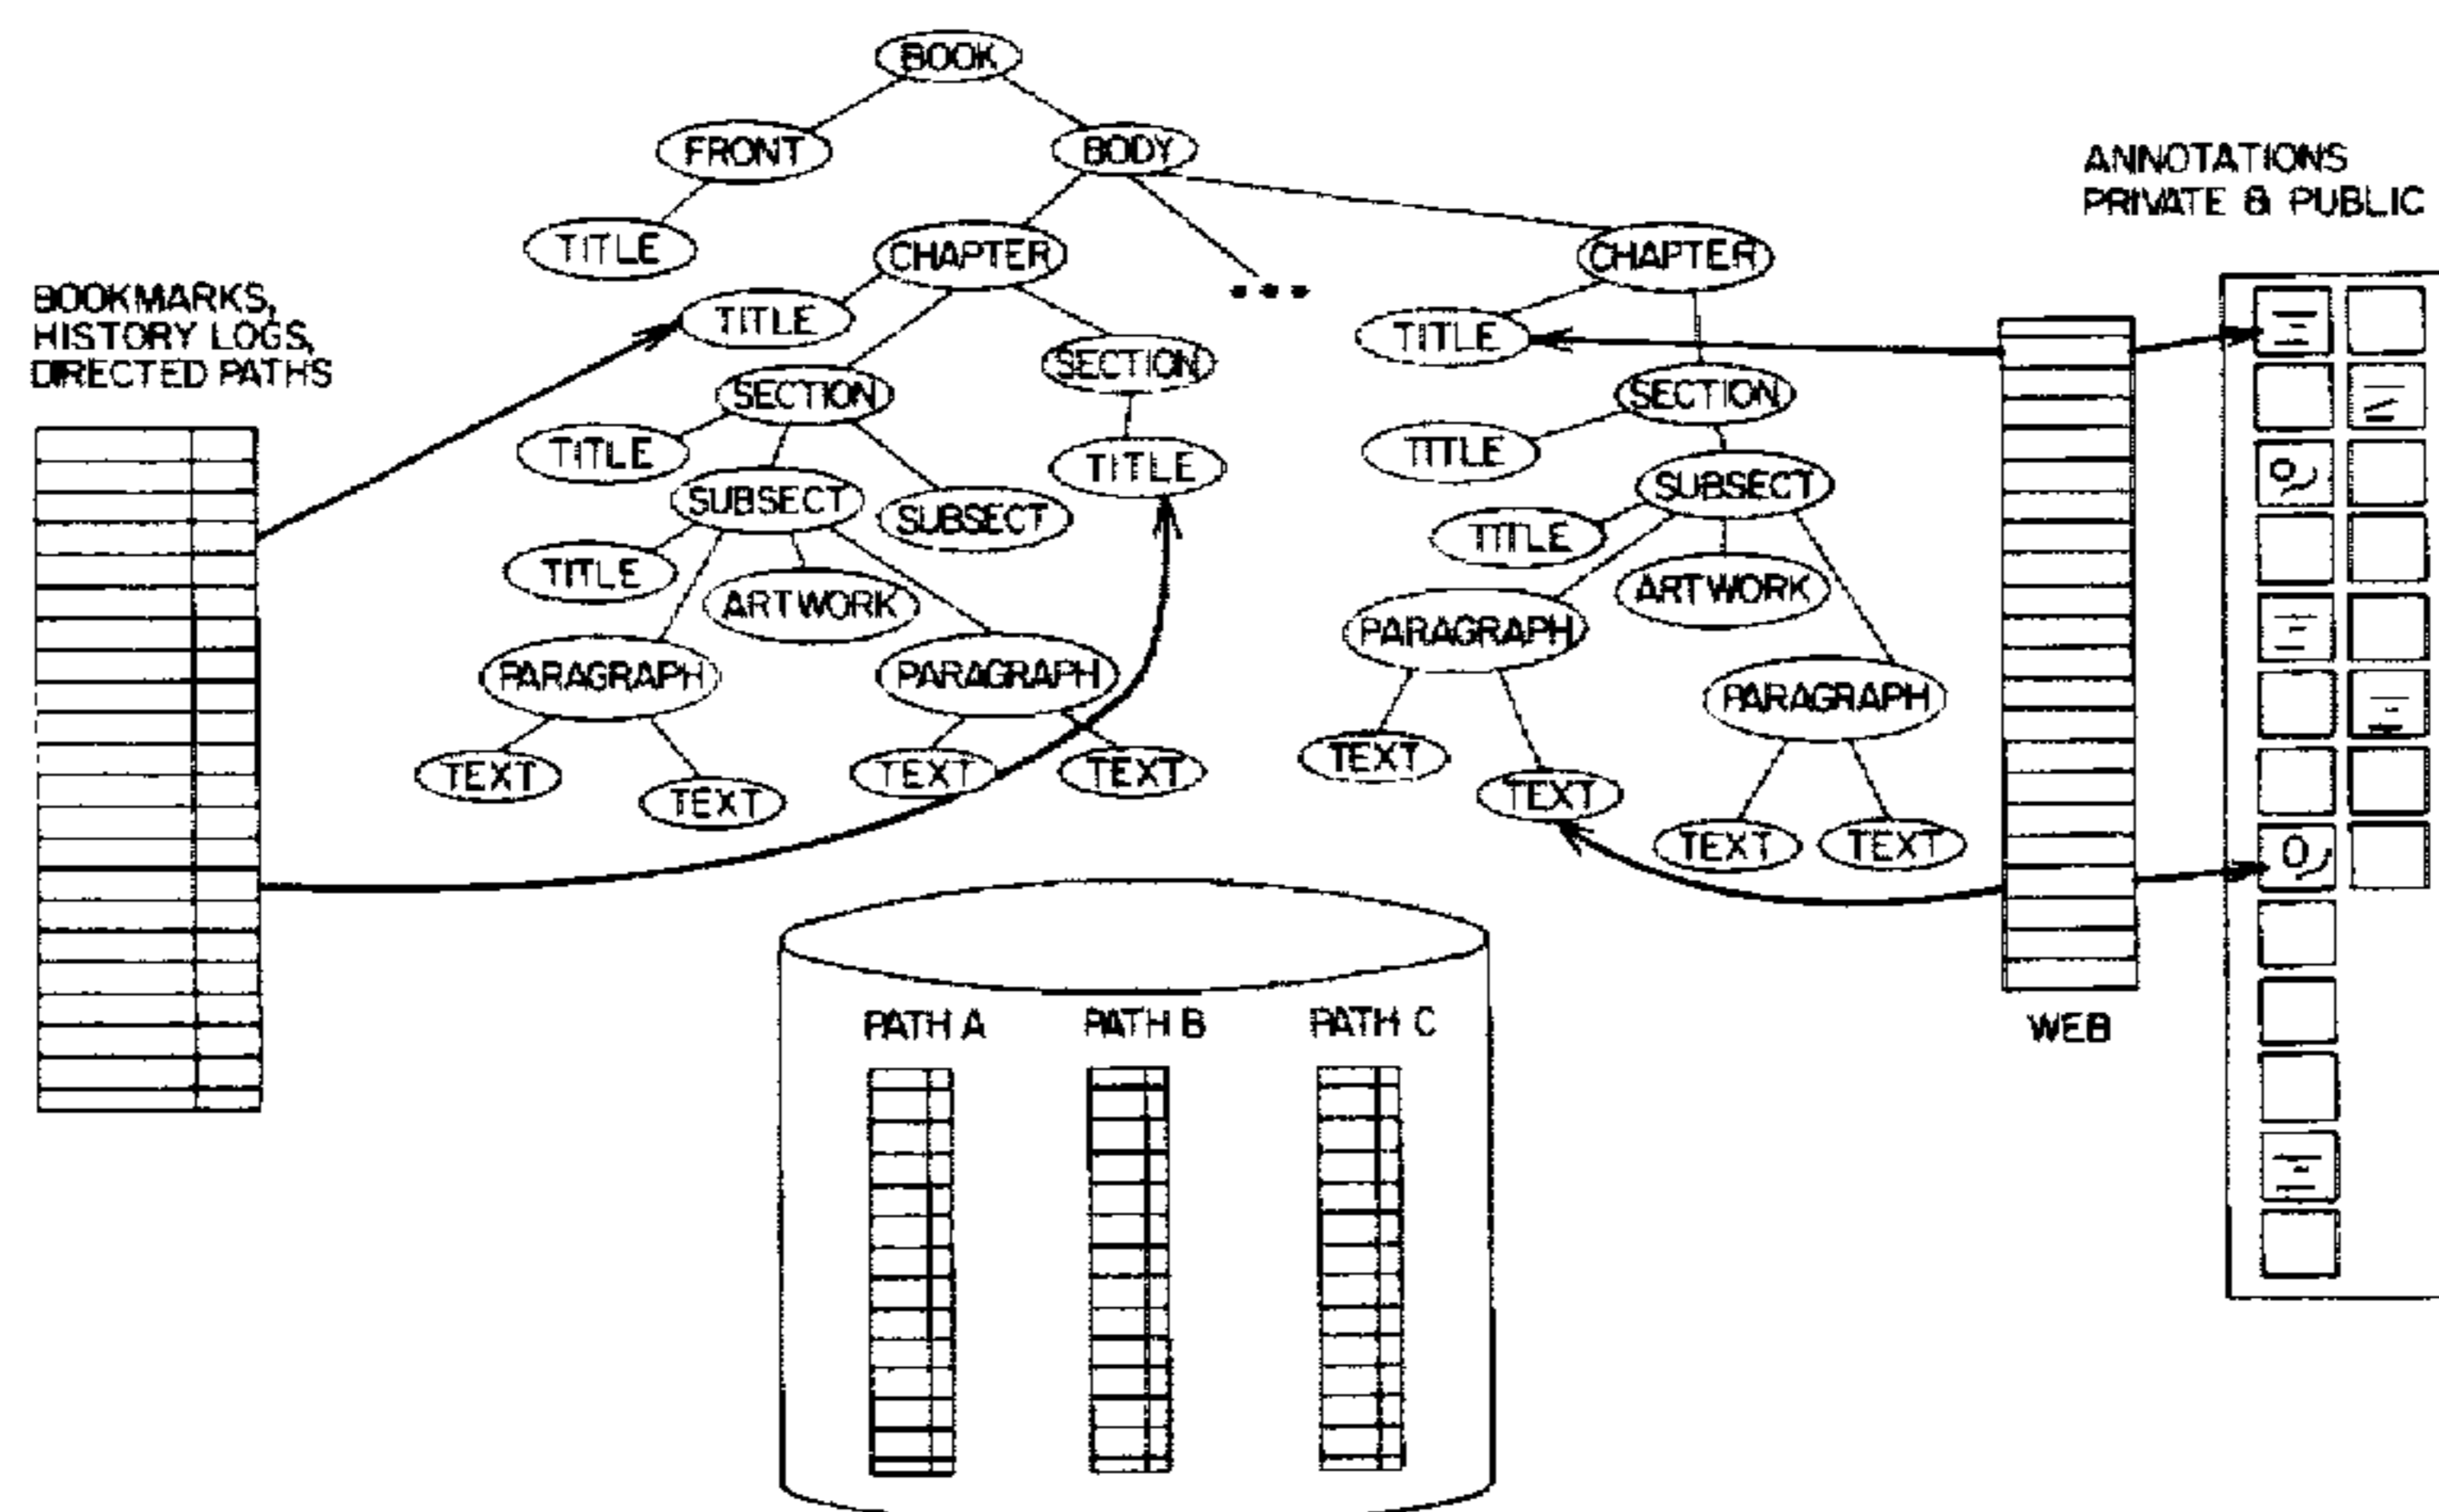 BOOK
FRONT
BODY
ANNOTATIONS
PRIVATE & PUBLIC
TITLE
CHAPTER
CHAPTER
BOOKMARKS,
HISTORY LOGS,
DIRECTED PATHS
TITLE
TITLE
SECTION
SECTION
SECTION
TITLE
TITLE
TITLE
SUBSECT
SUBSECT
SUBSECT
TITLE
TITLE
ARTWORK
ARTWORK
PARAGRAPH
PARAGRAPH
PARAGRAPH
PARAGRAPH
TEXT
TEXT
TEXT
TEXT
TEXT
TEXT
TEXT
TEXT
PATH A
PATH B
PATH C
WEB